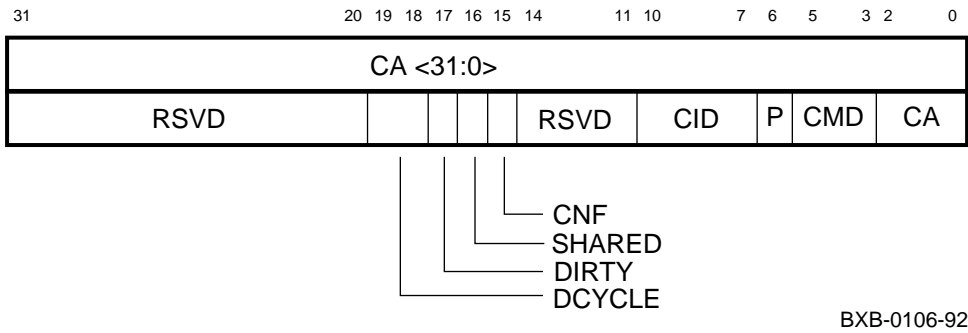 31 20 19 18 17 16 15 14 11 10 7 6 5 3 2 0
CA <31:0>
RSVD RSVD CID P CMD CA
CNF
SHARED
DIRTY
DCYCLE
BXB-0106-92